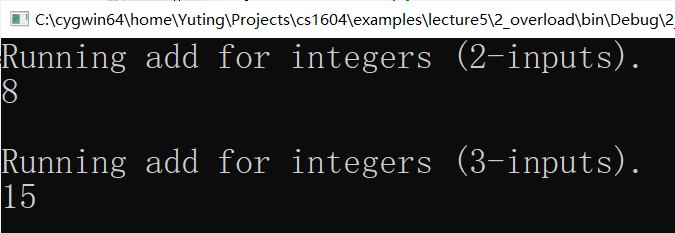 C:\cygwin64\home\Yuting\Projects\cs1604\examples\lecture5\2_overload\bin\Debug\2_
Running add for integers (2-inputs).
8
Running add for integers (3-inputs).
15